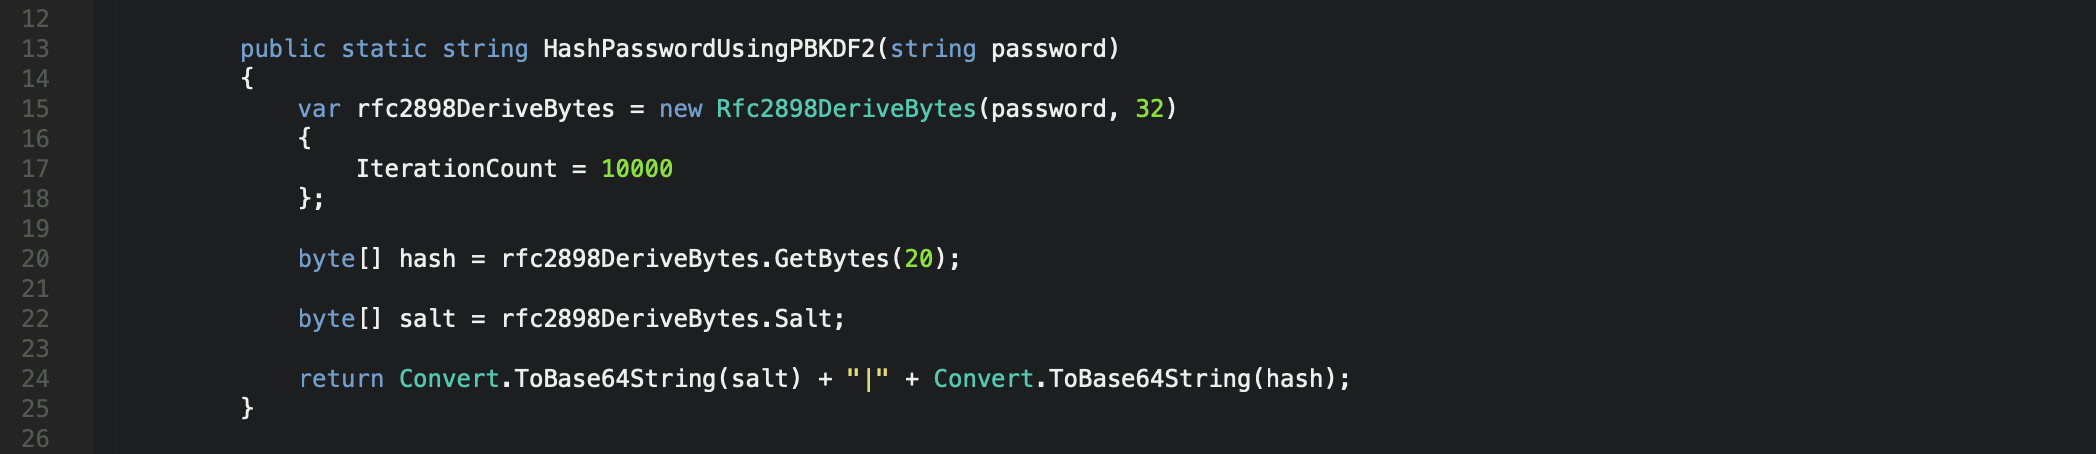 12
13 public static string HashPasswordUsingPBKDF2(string password)
14 {
15 var rfc2898DeriveBytes = new Rfc2898DeriveBytes(password, 32)
16 {
17 IterationCount = 10000
18 };
19
20 byte[] hash = rfc2898DeriveBytes.GetBytes(20);
21
22 byte[] salt = rfc2898DeriveBytes.Salt;
23
24 return Convert.ToBase64String(salt) + "|" + Convert.ToBase64String(hash);
25 }
26